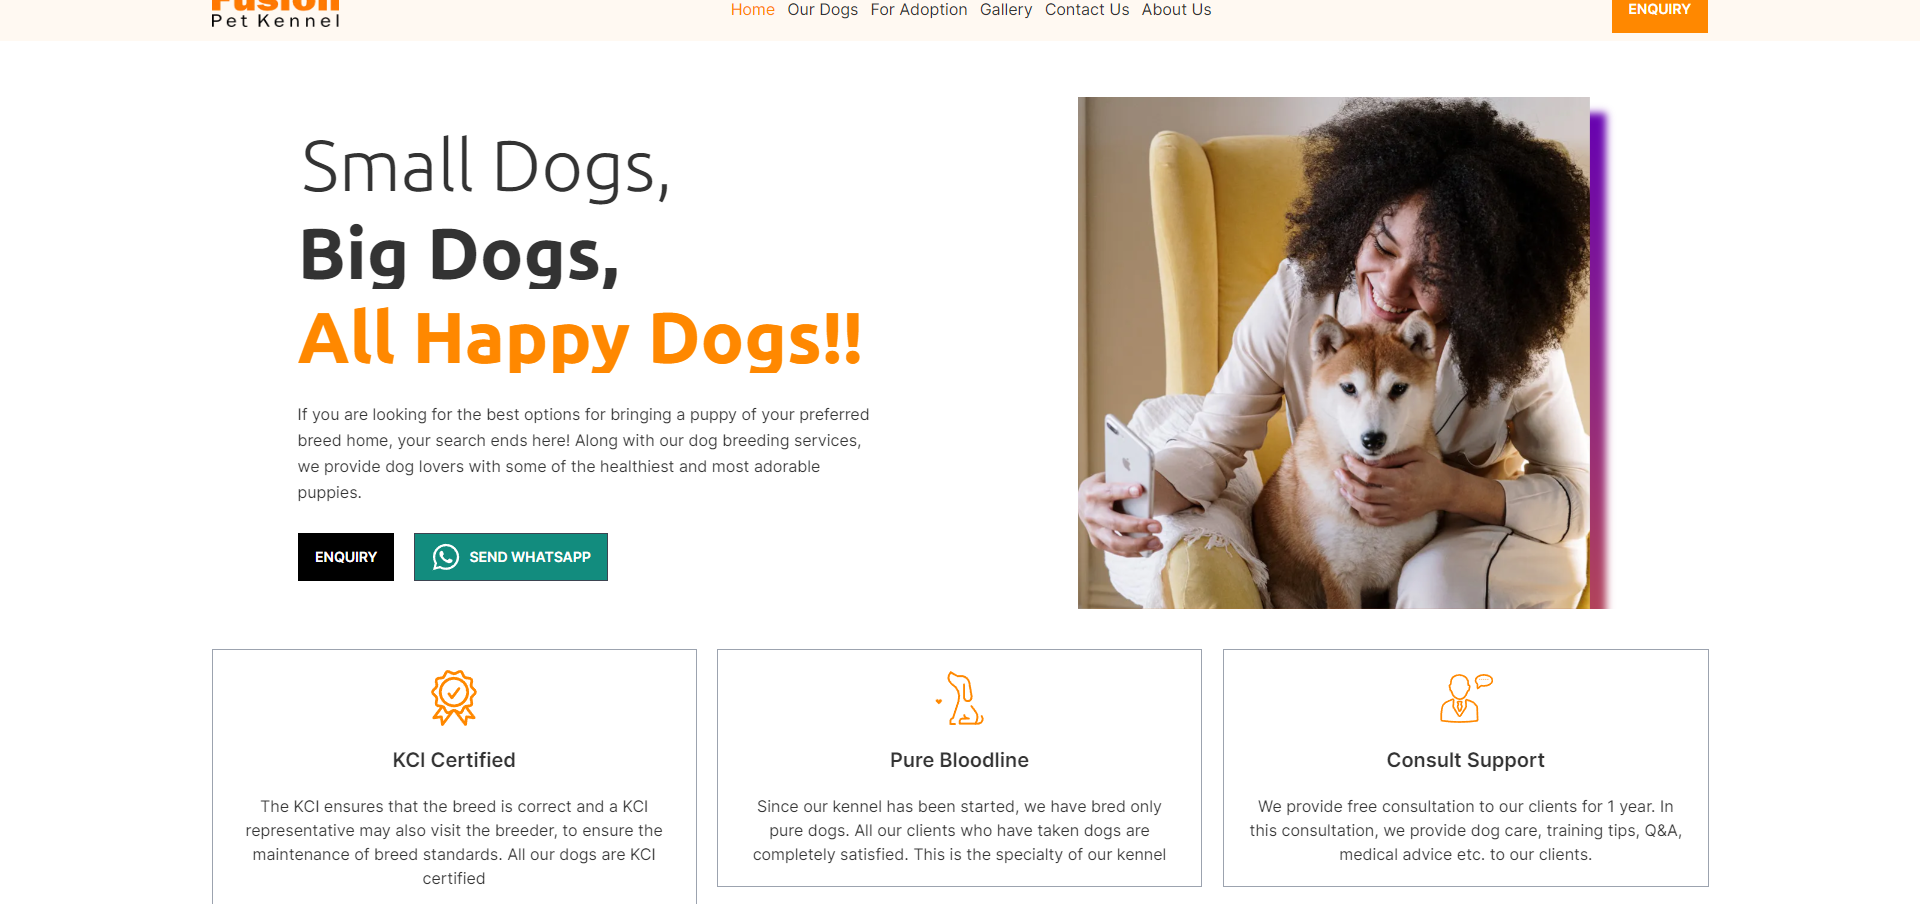 Fusion
Pet Kennel
Home Our Dogs For Adoption Gallery Contact Us About Us
ENQUIRY
Small Dogs,
Big Dogs,
All Happy Dogs!!
If you are looking for the best options for bringing a puppy of your preferred
breed home, your search ends here! Along with our dog breeding services,
we provide dog lovers with some of the healthiest and most adorable
puppies.
ENQUIRY
SEND WHATSAPP
KCI Certified
The KCI ensures that the breed is correct and a KCI
representative may also visit the breeder, to ensure the
maintenance of breed standards. All our dogs are KCI
certified
Pure Bloodline
Since our kennel has been started, we have bred only
pure dogs. All our clients who have taken dogs are
completely satisfied. This is the specialty of our kennel
Consult Support
We provide free consultation to our clients for 1 year. In
this consultation, we provide dog care, training tips, Q&A,
medical advice etc. to our clients.